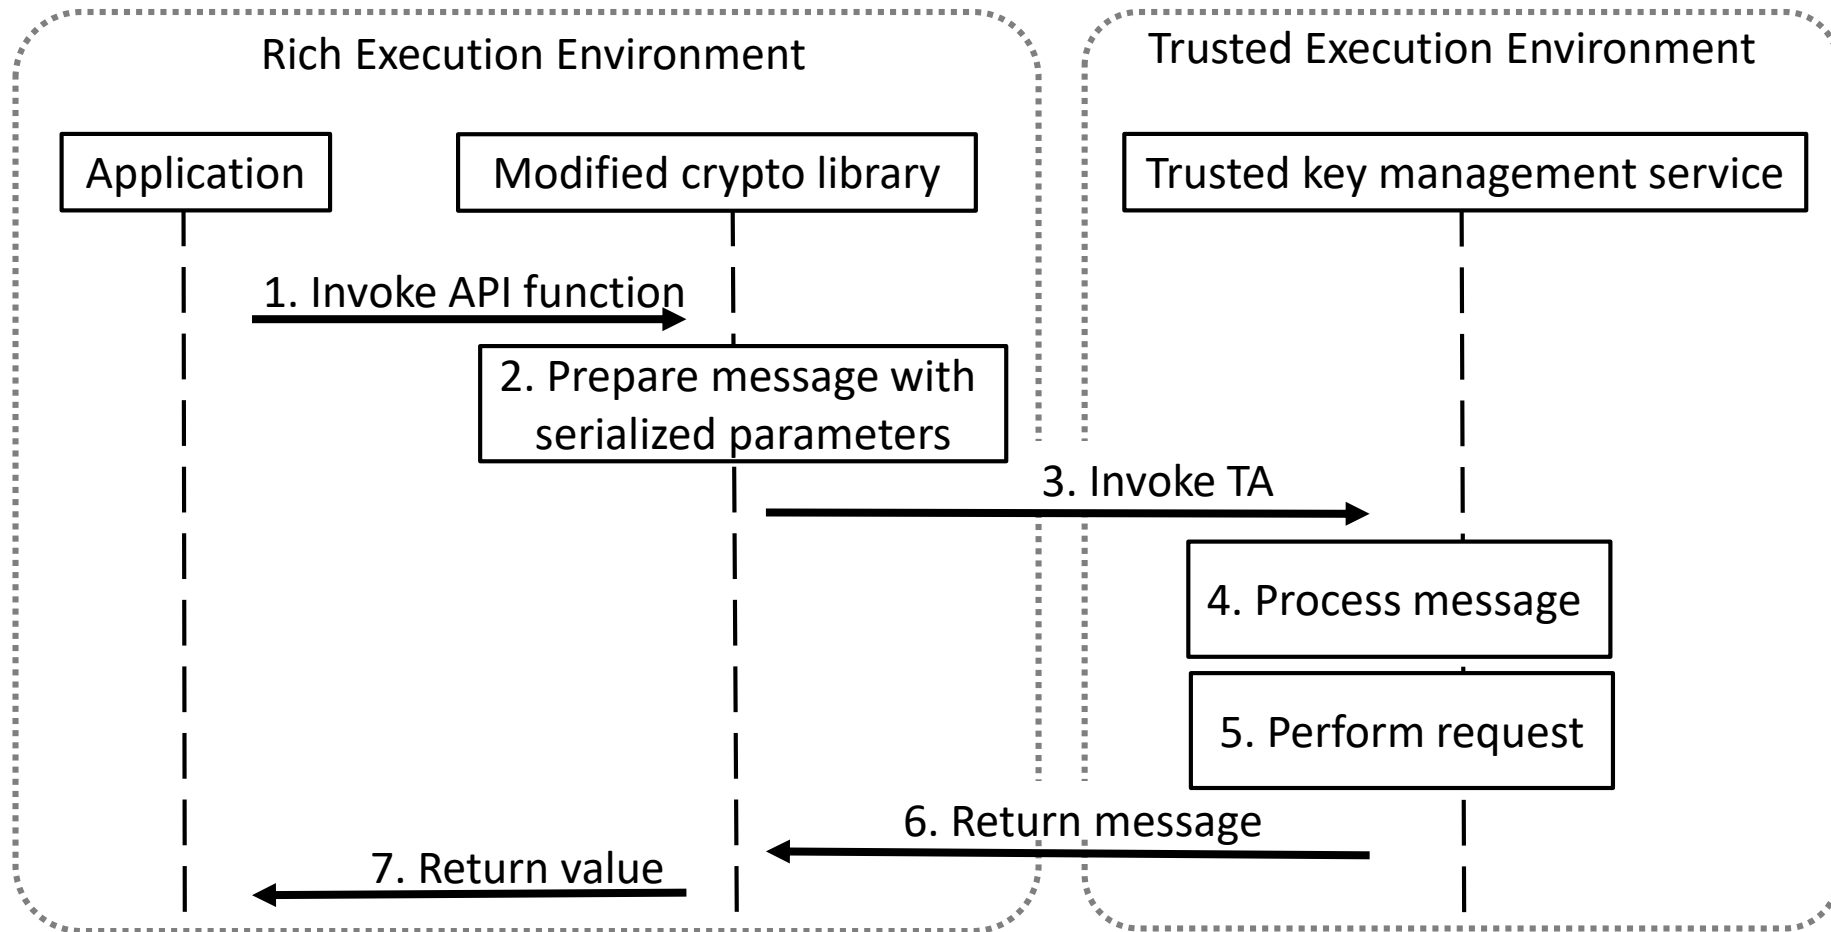 Rich Execution Environment
Trusted Execution Environment
Application
Modified crypto library
Trusted key management service
1. Invoke API function
2. Prepare message with
serialized parameters
3. Invoke TA
4. Process message
5. Perform request
6. Return message
7. Return value